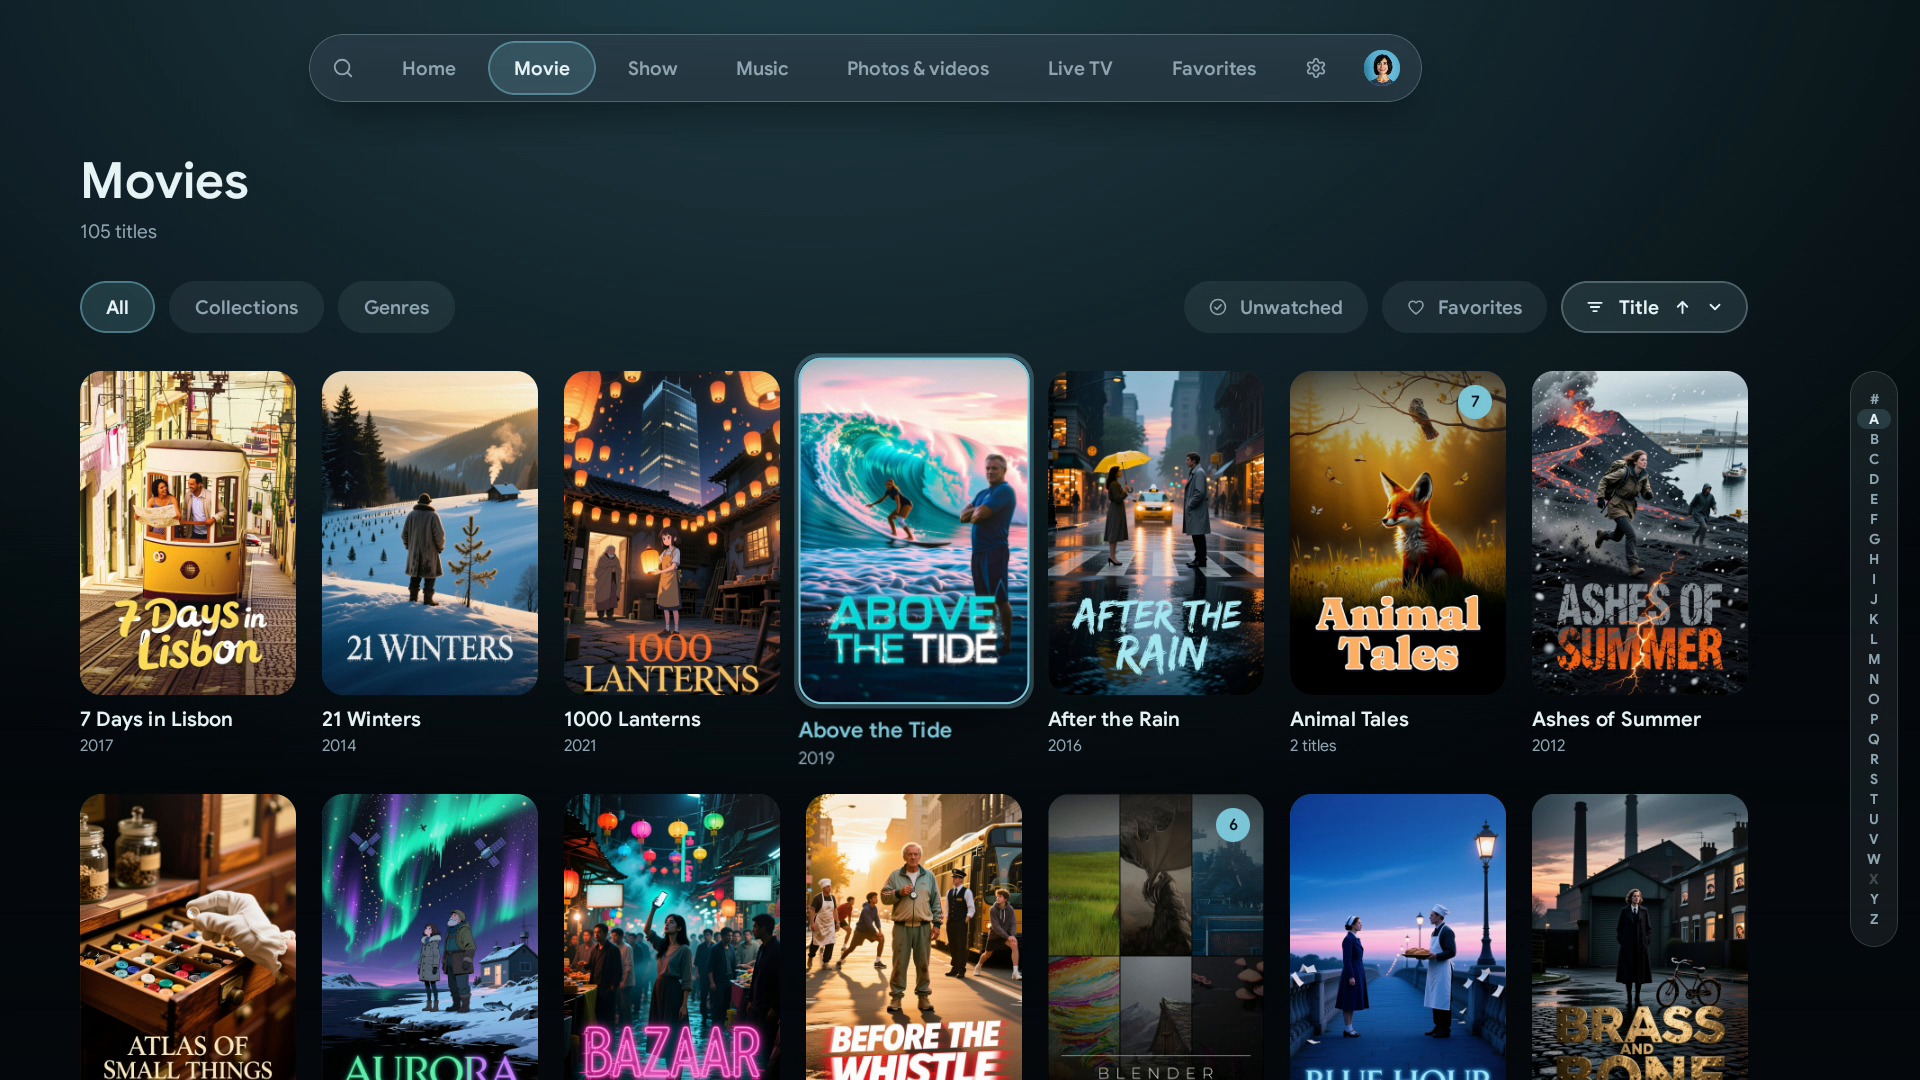 Home
Movie
Show
Music
Photos & videos
Live TV
Favorites
Movies
105 titles
All
Collections
Genres
Unwatched
Favorites
Title
7 Days in
Lisbon
21 WINTERS
1000
LANTERNS
ABOVE
THE TIDE
AFTER THE
RAIN
7
Animal
Tales
ASHES OF
SUMMER
7 Days in Lisbon
2017
21 Winters
2014
1000 Lanterns
2021
Above the Tide
2019
After the Rain
2016
Animal Tales
2 titles
Ashes of Summer
2012
ATLAS OF
SMALL THINGS
AURORA
BAZAAR
BEFORE THE
WHISTLE
6
BLENDER
BLUE HOUR
BRASS
AND
BONE
#
A
B
C
D
E
F
G
H
I
J
K
L
M
N
O
P
Q
R
S
T
U
V
W
X
Y
Z